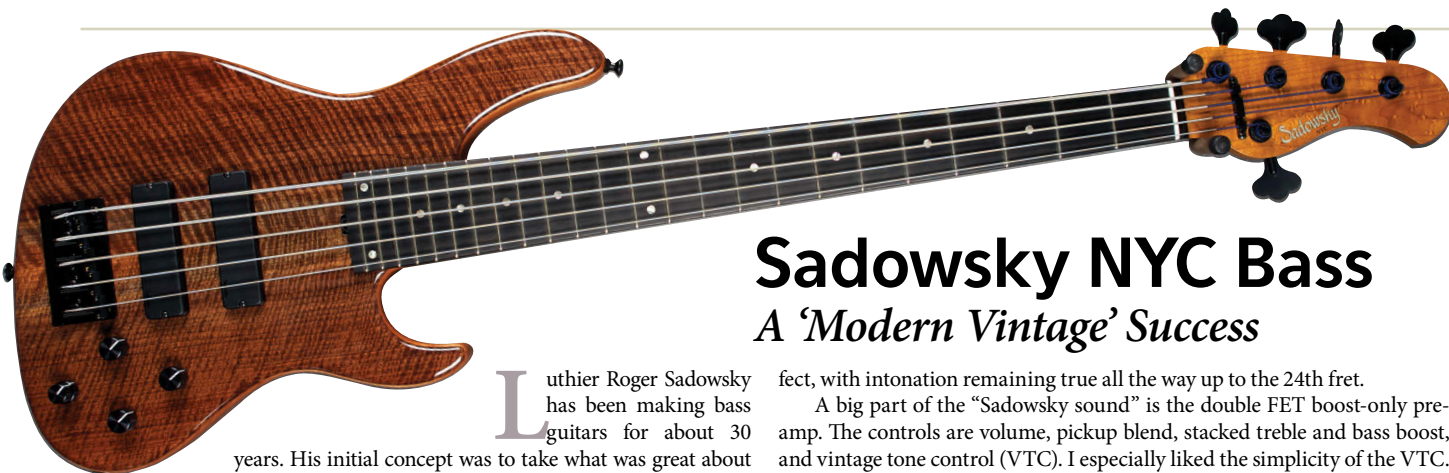 Sadowsky
Sadowsky NYC Bass
A ‘Modern Vintage’ Success
Luthier Roger Sadowsky
has been making bass
guitars for about 30
years. His initial concept was to take what was great about
fect, with intonation remaining true all the way up to the 24th fret.
A big part of the “Sadowsky sound” is the double FET boost-only pre-
amp. The controls are volume, pickup blend, stacked treble and bass boost,
and vintage tone control (VTC). I especially liked the simplicity of the VTC.